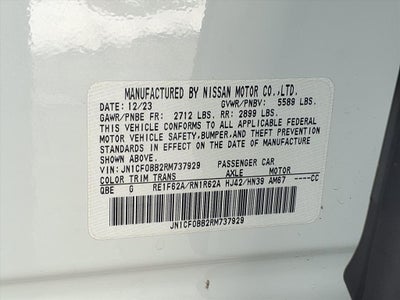 MANUFACTURED BY NISSAN MOTOR CO.,LTD.
DATE: 12/23 GVWR/PNBV: 5589 LBS.
GAWR/PNBE FR: 2712 LBS. RR: 2899 LBS.
THIS VEHICLE CONFORMS TO ALL APPLICABLE FEDERAL
MOTOR VEHICLE SAFETY, BUMPER, AND THEFT PREVENTION
STANDARDS IN EFFECT ON THE DATE OF MANUFACTURE
SHOWN ABOVE.
VIN: JN1CF0BB2RM737929 PASSENGER CAR
COLOR TRIM TRANS AXLE MOTOR
QBE G RE1F62A/RN1R62A HJ42/HN39 AM67 ----CC
JN1CF0BB2RM737929